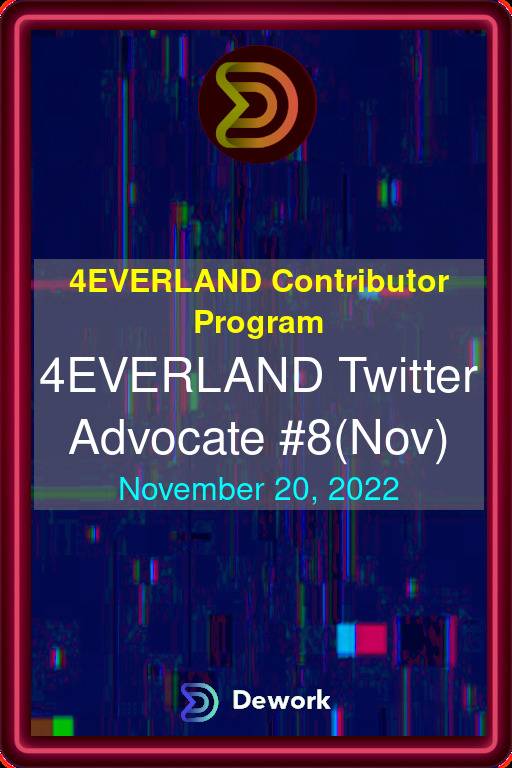 4EVERLAND Contributor
Program
4EVERLAND Twitter
Advocate #8(Nov)
November 20, 2022
Dework